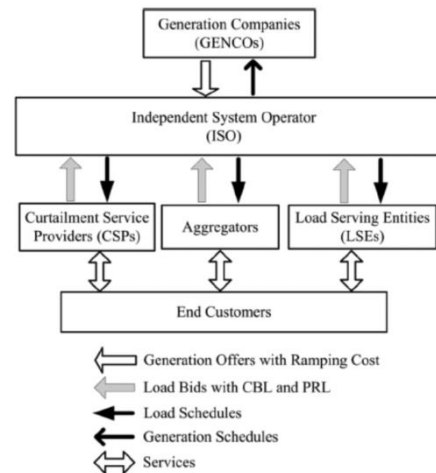 Generation Companies
(GENCOs)
Independent System Operator
(ISO)
Curtailment Service
Providers (CSPs)
Aggregators
Load Serving Entities
(LSEs)
End Customers
Generation Offers with Ramping Cost
Load Bids with CBL and PRL
Load Schedules
Generation Schedules
Services